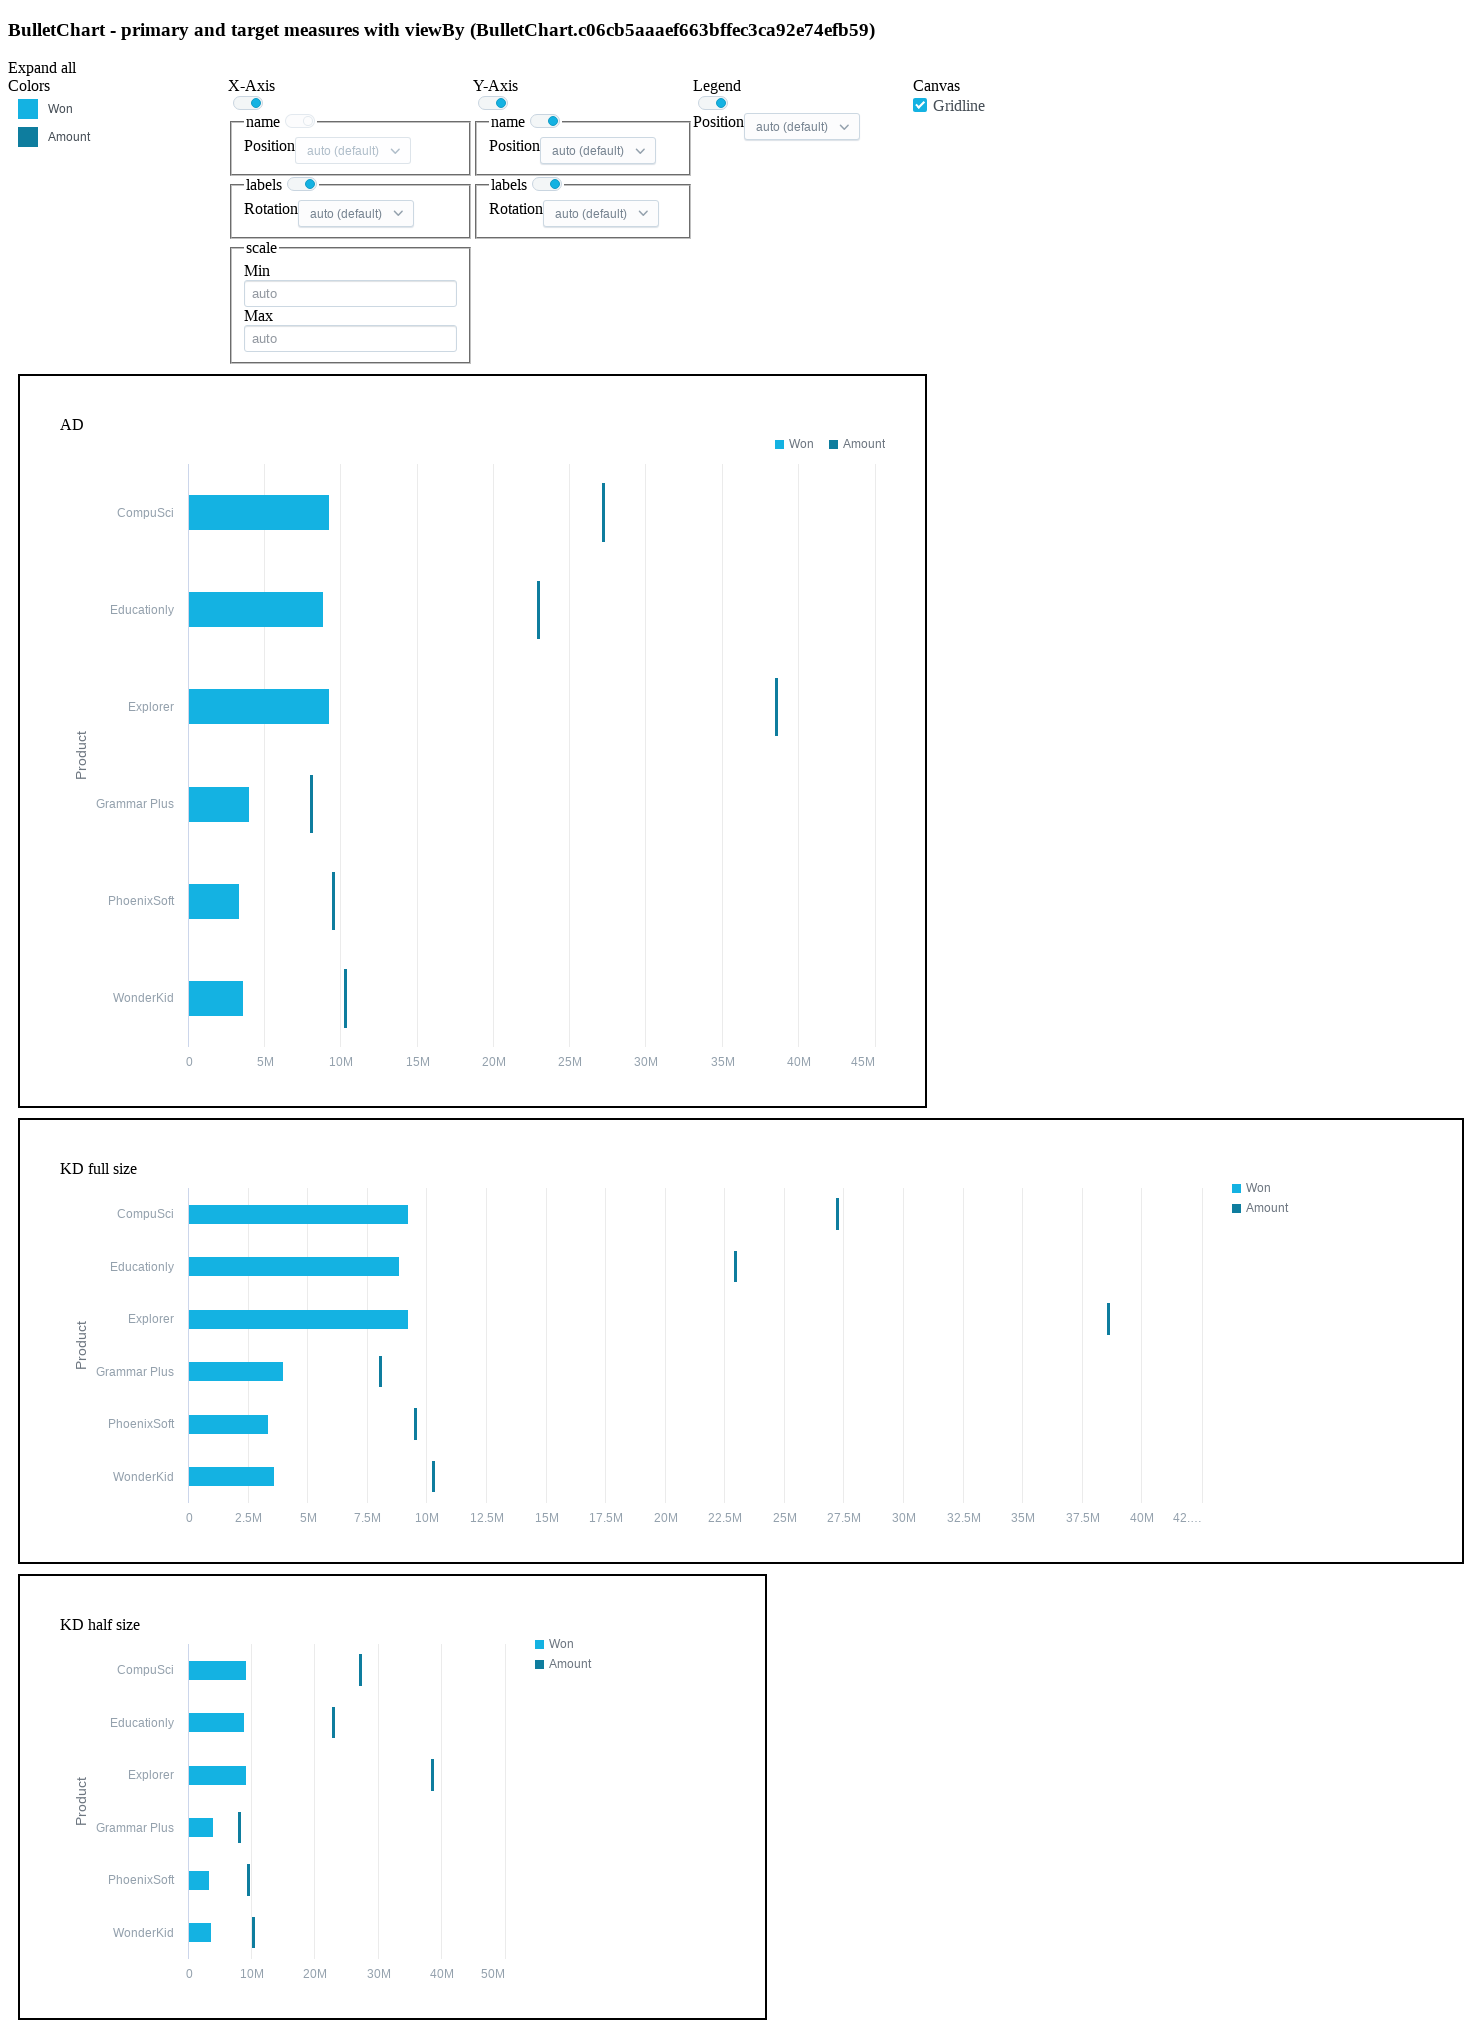 BulletChart - primary and target measures with viewBy (BulletChart.c06cb5aaaef663bffec3ca92e74efb59)
Expand all
Colors
Won
Amount
X-Axis
name
Position auto (default)
labels
Rotation auto (default)
scale
Min
auto
Max
auto
Y-Axis
name
Position auto (default)
labels
Rotation auto (default)
Legend
Position auto (default)
Canvas
Gridline
AD
Won Amount
CompuSci
Educationly
Explorer
Product
Grammar Plus
PhoenixSoft
WonderKid
0 5M 10M 15M 20M 25M 30M 35M 40M 45M
KD full size
Won
Amount
CompuSci
Educationly
Explorer
Product
Grammar Plus
PhoenixSoft
WonderKid
0 2.5M 5M 7.5M 10M 12.5M 15M 17.5M 20M 22.5M 25M 27.5M 30M 32.5M 35M 37.5M 40M 42.…
KD half size
Won
Amount
CompuSci
Educationly
Explorer
Product
Grammar Plus
PhoenixSoft
WonderKid
0 10M 20M 30M 40M 50M